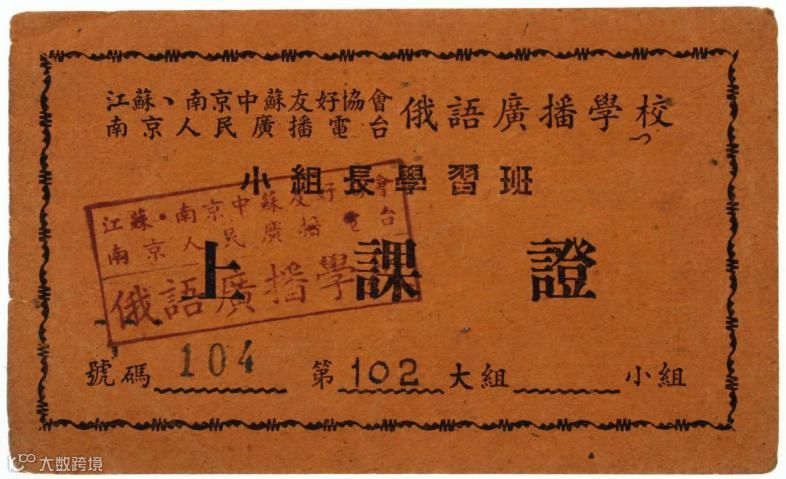 江蘇、南京中蘇友好協會
南京人民廣播電台
俄語廣播學校
小組長學習班
江蘇·南京中蘇友好協會
南京人民廣播電台
俄語廣播學
上課證
號碼 104 第 102 大組 小組
大数跨境